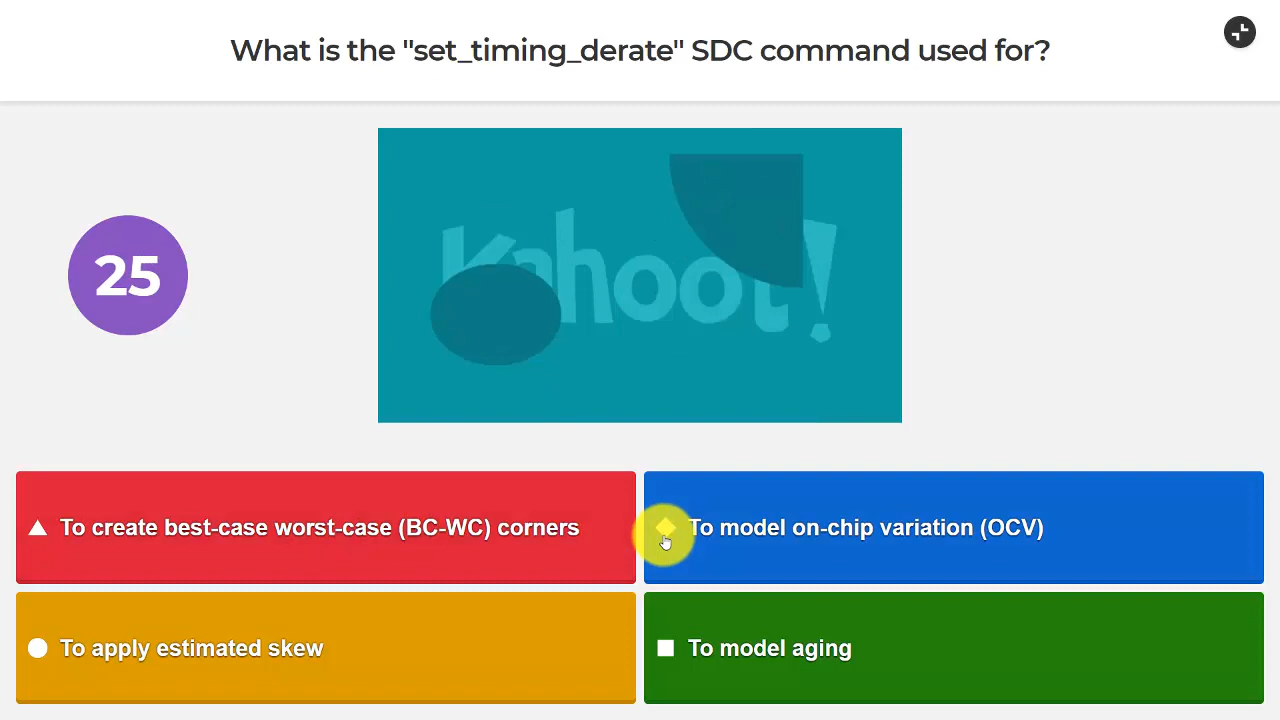 What is the "set_timing_derate" SDC command used for?
25
Kahoot!
To create best-case worst-case (BC-WC) corners
To model on-chip variation (OCV)
To apply estimated skew
To model aging